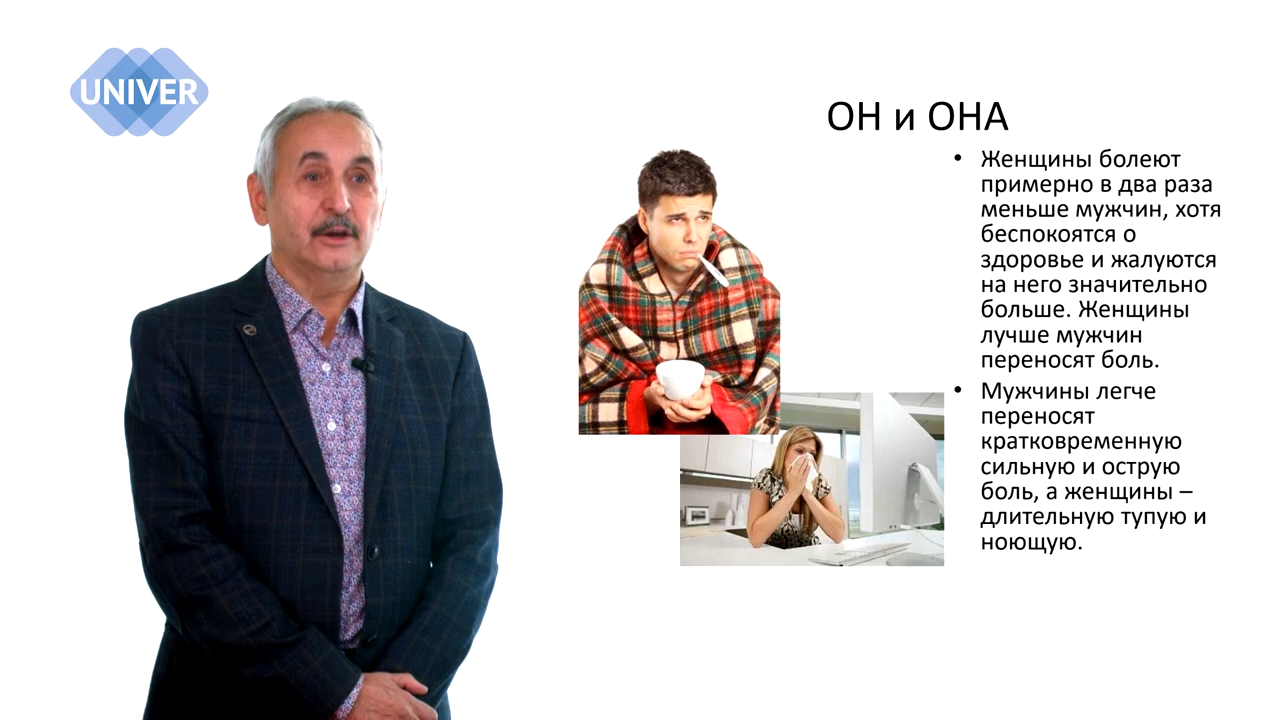 UNIVER
ОН и ОНА
• Женщины болеют
примерно в два раза
меньше мужчин, хотя
беспокоятся о
здоровье и жалуются
на него значительно
больше. Женщины
лучше мужчин
переносят боль.
• Мужчины легче
переносят
кратковременную
сильную и острую
боль, а женщины –
длительную тупую и
ноющую.